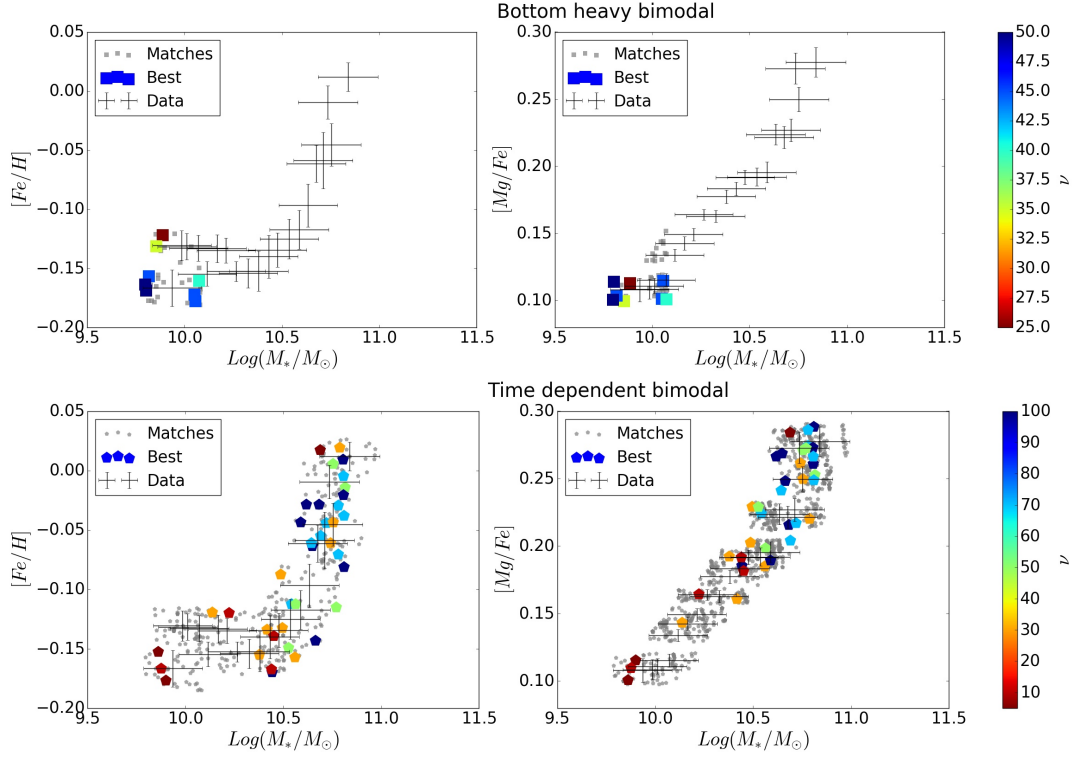 Bottom heavy bimodal
0.05
0.00
−0.05
−0.10
−0.15
−0.20
[Fe/H]
Matches
Best
Data
9.5 10.0 10.5 11.0 11.5
Log(M*/M⊙)
0.30
0.25
0.20
0.15
0.10
[Mg/Fe]
Matches
Best
Data
9.5 10.0 10.5 11.0 11.5
Log(M*/M⊙)
50.0
47.5
45.0
42.5
40.0
37.5
35.0
32.5
30.0
27.5
25.0
ν
Time dependent bimodal
0.05
0.00
−0.05
−0.10
−0.15
−0.20
[Fe/H]
Matches
Best
Data
9.5 10.0 10.5 11.0 11.5
Log(M*/M⊙)
0.30
0.25
0.20
0.15
0.10
[Mg/Fe]
Matches
Best
Data
9.5 10.0 10.5 11.0 11.5
Log(M*/M⊙)
100
90
80
70
60
50
40
30
20
10
ν